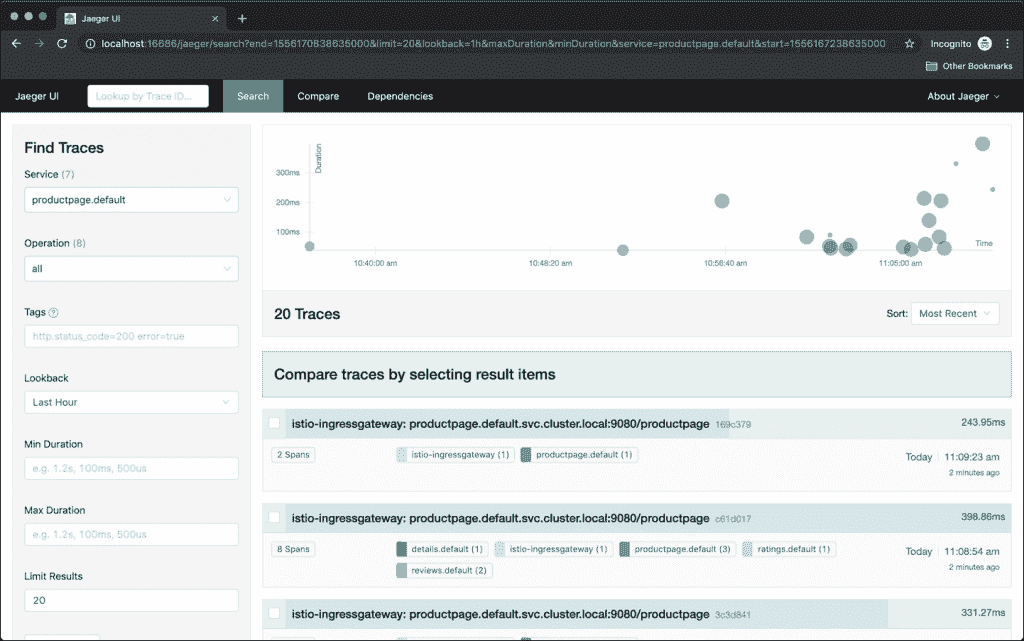 Jaeger UI
localhost:16686/jaeger/search?end=1556170838635000&limit=20&lookback=1h&maxDuration&minDuration&service=productpage.default&start=1556167238635000
Incognito
Other Bookmarks
Jaeger UI
Lookup by Trace ID...
Search
Compare
Dependencies
About Jaeger
Find Traces
Service (7)
productpage.default
Operation (8)
all
Tags
http.status_code=200 error=true
Lookback
Last Hour
Min Duration
e.g. 1.2s, 100ms, 500us
Max Duration
e.g. 1.2s, 100ms, 500us
Limit Results
20
Duration
300ms
200ms
100ms
Time
10:40:00 am
10:48:20 am
10:56:40 am
11:05:00 am
20 Traces
Sort: Most Recent
Compare traces by selecting result items
istio-ingressgateway: productpage.default.svc.cluster.local:9080/productpage 169c379
243.95ms
2 Spans
istio-ingressgateway (1)
productpage.default (1)
Today
11:09:23 am
2 minutes ago
istio-ingressgateway: productpage.default.svc.cluster.local:9080/productpage c61d017
398.86ms
8 Spans
details.default (1)
istio-ingressgateway (1)
productpage.default (3)
ratings.default (1)
reviews.default (2)
Today
11:08:54 am
2 minutes ago
istio-ingressgateway: productpage.default.svc.cluster.local:9080/productpage 3c3d841
331.27ms